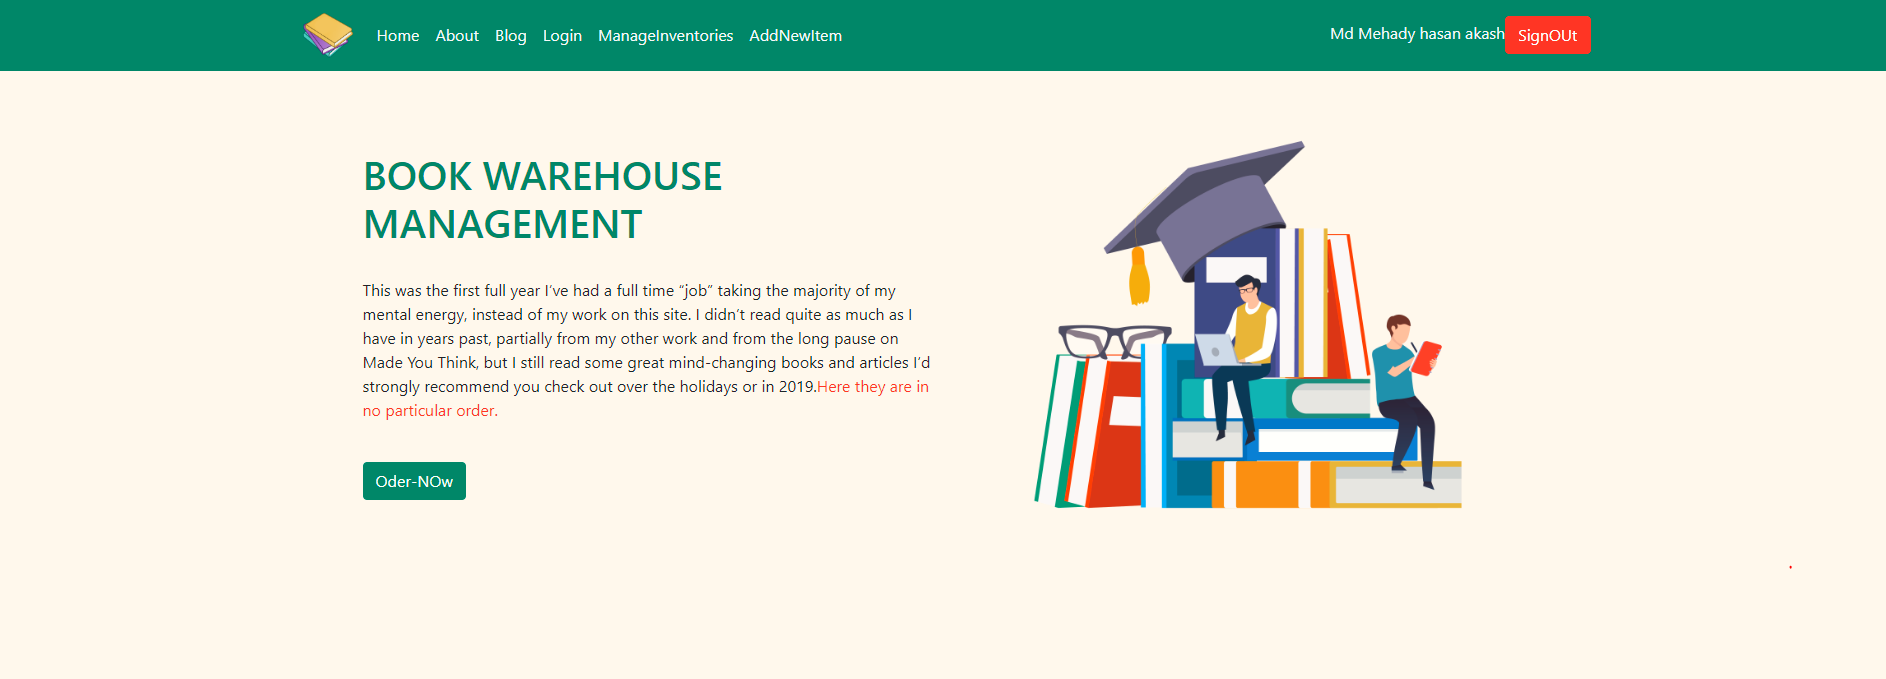 Home About Blog Login ManageInventories AddNewItem Md Mehady hasan akash SignOUt
BOOK WAREHOUSE
MANAGEMENT
This was the first full year I’ve had a full time “job” taking the majority of my
mental energy, instead of my work on this site. I didn’t read quite as much as I
have in years past, partially from my other work and from the long pause on
Made You Think, but I still read some great mind-changing books and articles I’d
strongly recommend you check out over the holidays or in 2019.Here they are in
no particular order.
Oder-NOw